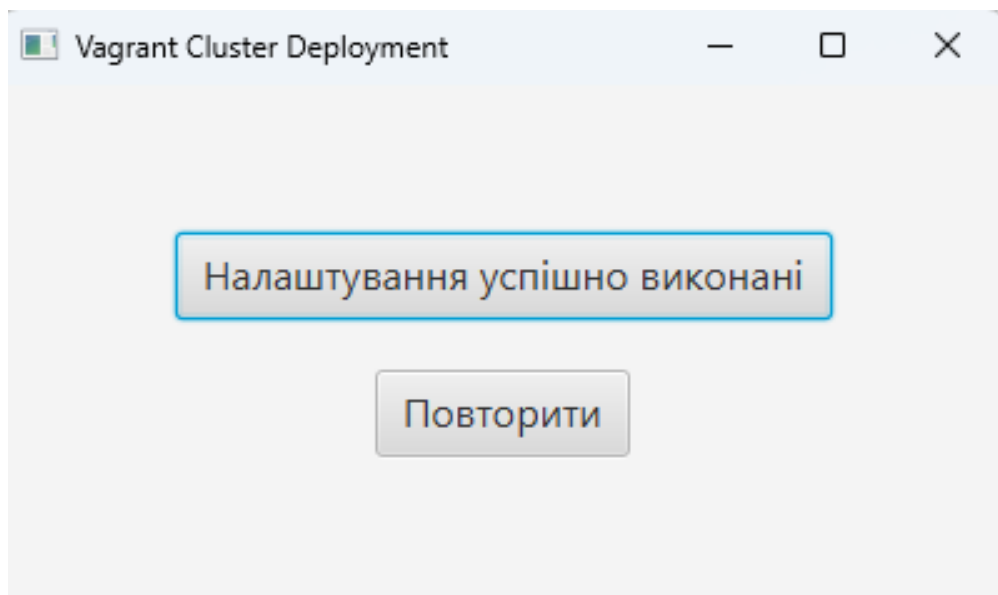 Vagrant Cluster Deployment
Налаштування успішно виконані
Повторити